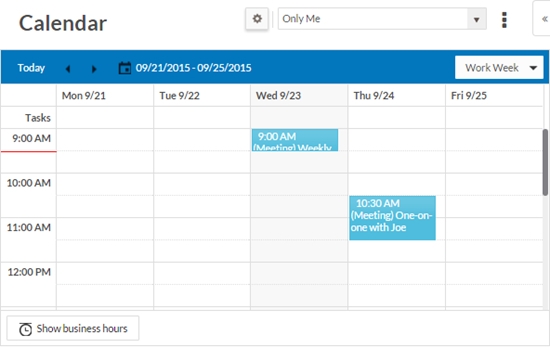 Calendar
Only Me
Today
09/21/2015 - 09/25/2015
Work Week
Mon 9/21
Tue 9/22
Wed 9/23
Thu 9/24
Fri 9/25
Tasks
9:00 AM
9:00 AM
(Meeting) Weekly
10:00 AM
10:30 AM
(Meeting) One-on-
one with Joe
11:00 AM
12:00 PM
Show business hours